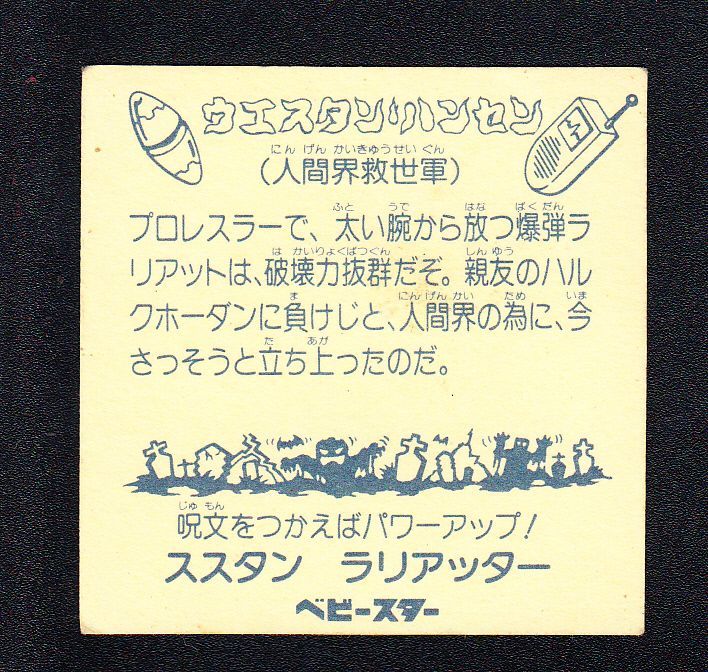 ウエスタン・ハンセン
にん げん かいきゅうせい ぐん
(人間界救世軍)
ふと うで はな ばく だん
プロレスラーで、太い腕から放つ爆弾ラ
は かいりょくばつぐん しん ゆう
リアットは、破壊力抜群だぞ。親友のハル
ま にん げん かい ため いま
クホーダンに負けじと、人間界の為に、今
た あが
さっそうと立ち上ったのだ。
じゅ もん
呪文をつかえばパワーアップ!
ススタン ラリアッター
ベビースター